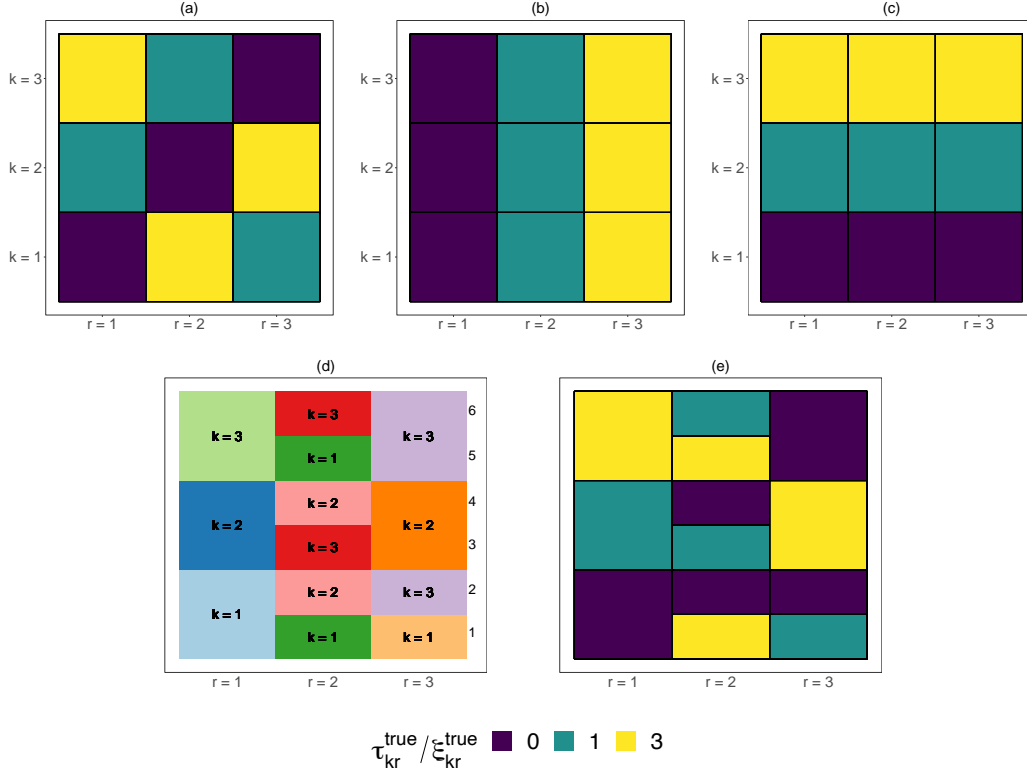 (a) (b) (c)
k = 3
k = 2
k = 1
r = 1 r = 2 r = 3 r = 1 r = 2 r = 3 r = 1 r = 2 r = 3
k = 3
k = 2
k = 1
k = 3
k = 2
k = 1
(d) (e)
k = 3 6
k = 3 k = 3
k = 1 5
k = 2 4
k = 2 k = 2
k = 3 3
k = 2 k = 3 2
k = 1
k = 1 k = 1 1
r = 1 r = 2 r = 3 r = 1 r = 2 r = 3
τ_kr^true / ξ_kr^true 0 1 3